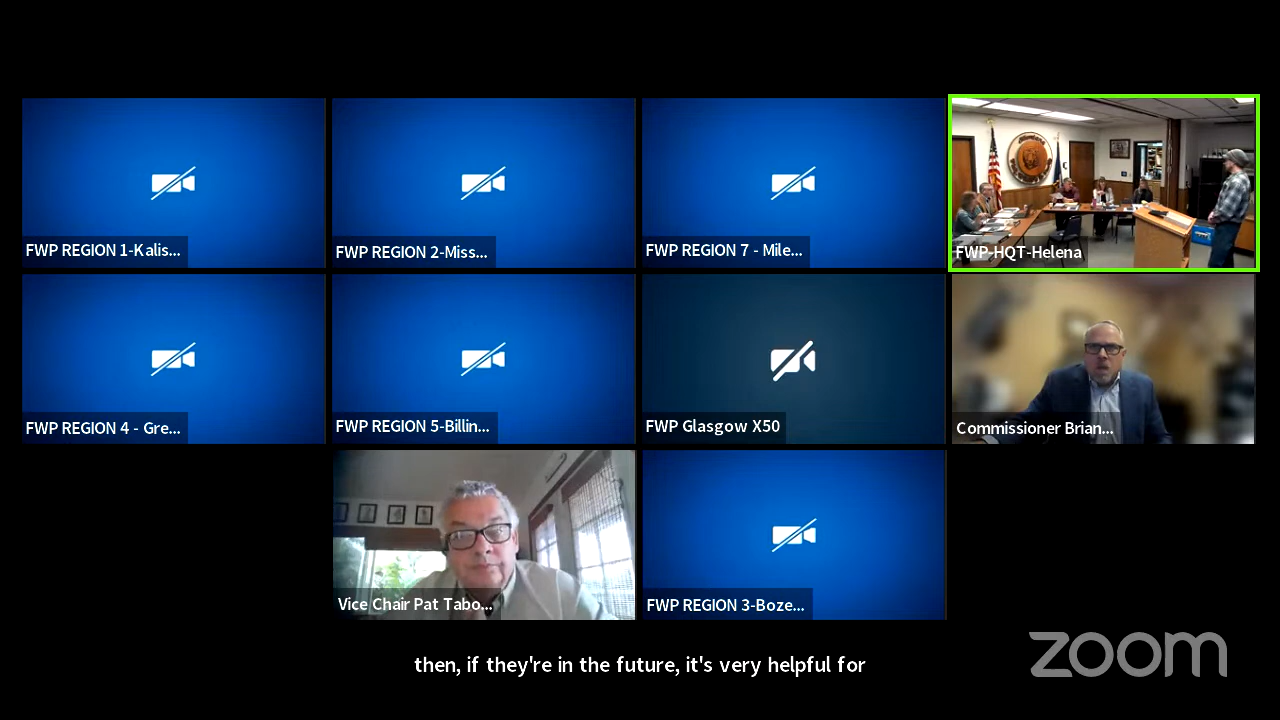 FWP REGION 1-Kalis...
FWP REGION 2-Miss...
FWP REGION 7 - Mile...
FWP-HQT-Helena
FWP REGION 4 - Gre...
FWP REGION 5-Billin...
FWP Glasgow X50
Commissioner Brian...
Vice Chair Pat Tabo...
FWP REGION 3-Boze...
then, if they're in the future, it's very helpful for
zoom